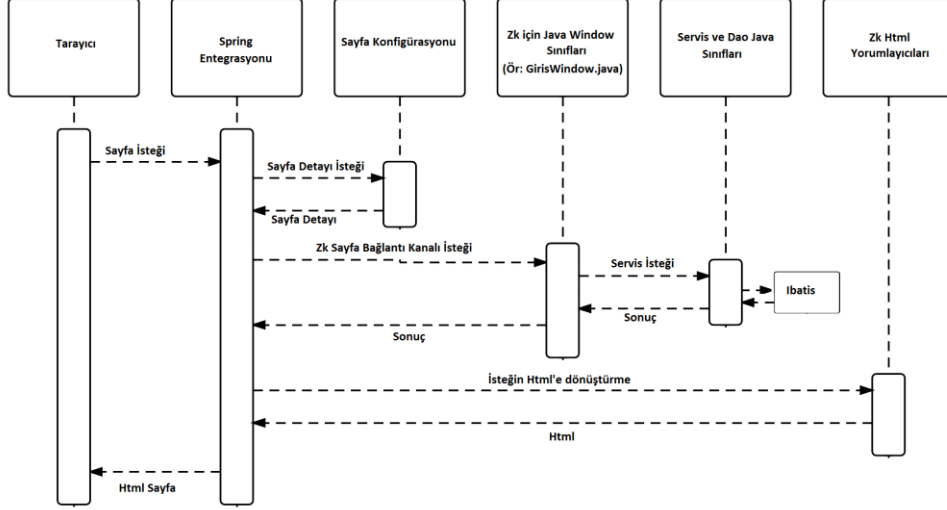 Tarayıcı
Spring
Entegrasyonu
Sayfa Konfigürasyonu
Zk için Java Window
Sınıfları
(Ör: GirisWindow.java)
Servis ve Dao Java
Sınıfları
Zk Html
Yorumlayıcıları
Sayfa İsteği
Sayfa Detayı İsteği
Sayfa Detayı
Zk Sayfa Bağlantı Kanalı İsteği
Servis İsteği
Ibatis
Sonuç
Sonuç
İsteğin Html'e dönüştürme
Html
Html Sayfa